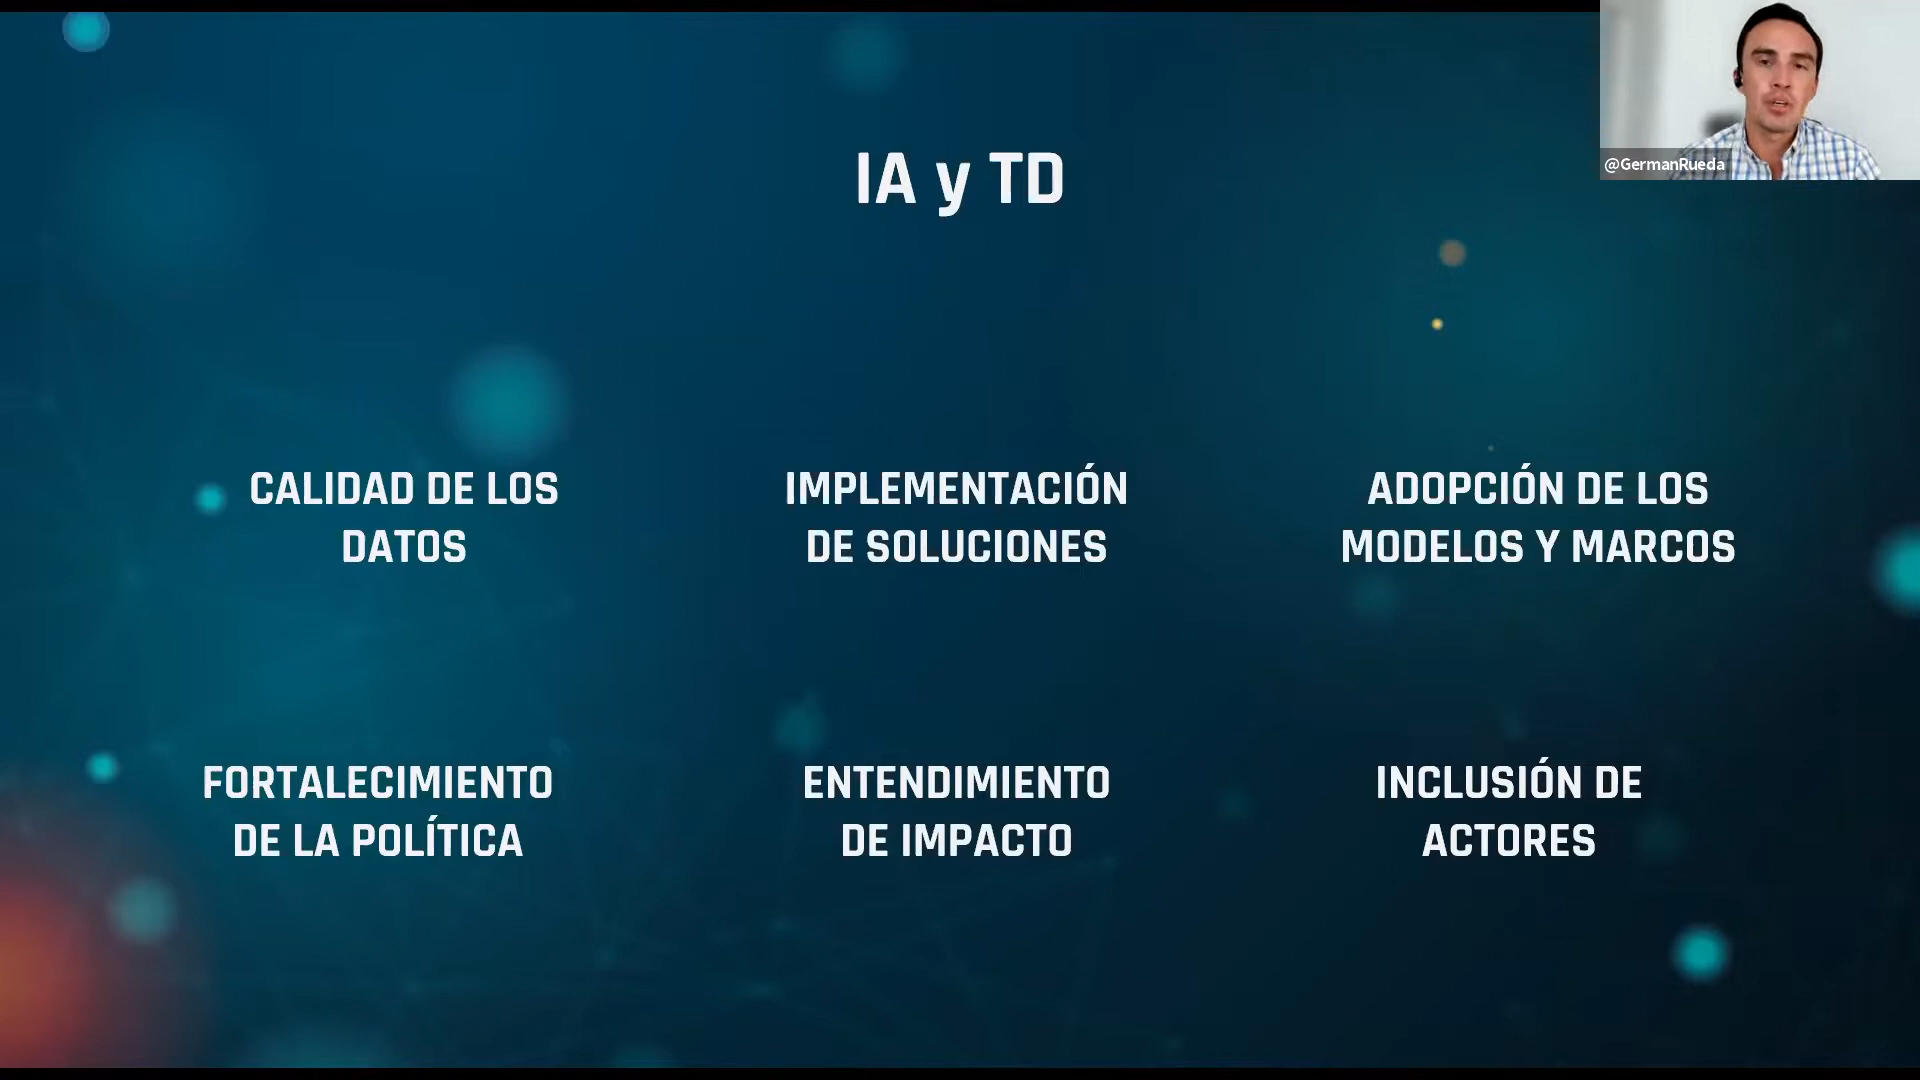 @GermanRueda
IA y TD
CALIDAD DE LOS
DATOS
IMPLEMENTACIÓN
DE SOLUCIONES
ADOPCIÓN DE LOS
MODELOS Y MARCOS
FORTALECIMIENTO
DE LA POLÍTICA
ENTENDIMIENTO
DE IMPACTO
INCLUSIÓN DE
ACTORES